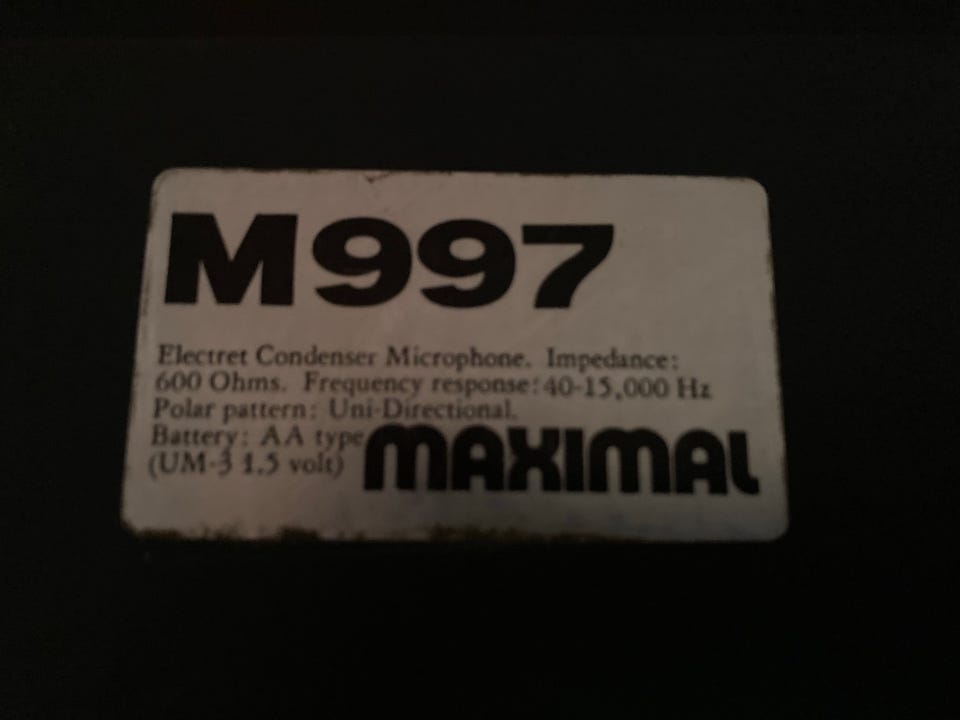 M997
Electret Condenser Microphone. Impedance:
600 Ohms. Frequency response: 40-15,000 Hz
Polar pattern: Uni-Directional.
Battery: AA type
(UM-3 1.5 volt)
MAXIMAL